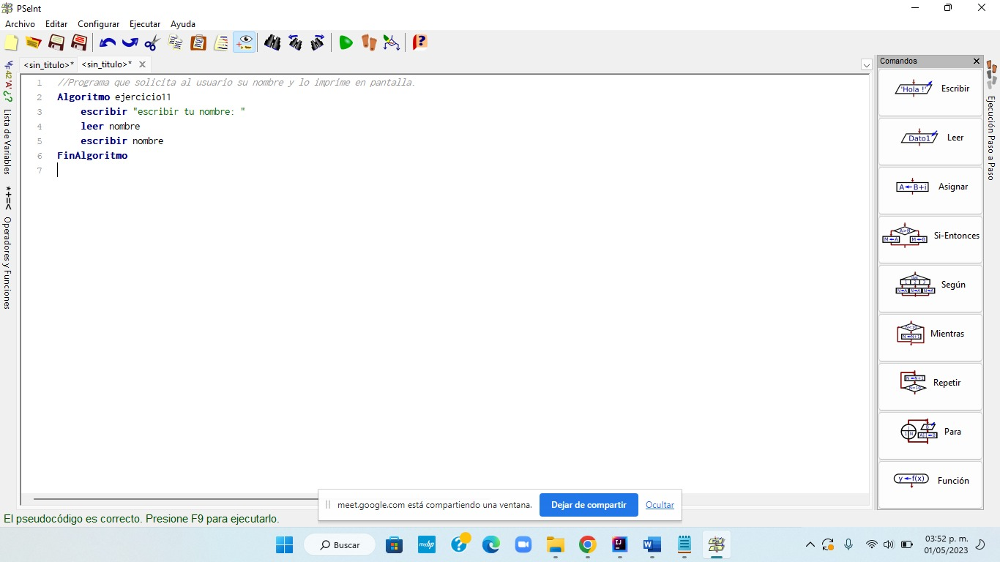 PSeInt
Archivo Editar Configurar Ejecutar Ayuda
<sin_titulo>* <sin_titulo>*
Comandos
1 //Programa que solicita al usuario su nombre y lo imprime en pantalla.
2 Algoritmo ejercicio11
3 escribir "escribir tu nombre: "
4 leer nombre
5 escribir nombre
6 FinAlgoritmo
7
Lista de Variables
*+=< Operadores y Funciones
'Hola !' Escribir
Dato1 Leer
A B+i Asignar
A>B M A M B Si-Entonces
Según
Mientras
Repetir
Para
y f(x) Función
Ejecución Paso a Paso
meet.google.com está compartiendo una ventana. Dejar de compartir Ocultar
El pseudocódigo es correcto. Presione F9 para ejecutarlo.
Buscar
myhp
03:52 p. m.
01/05/2023